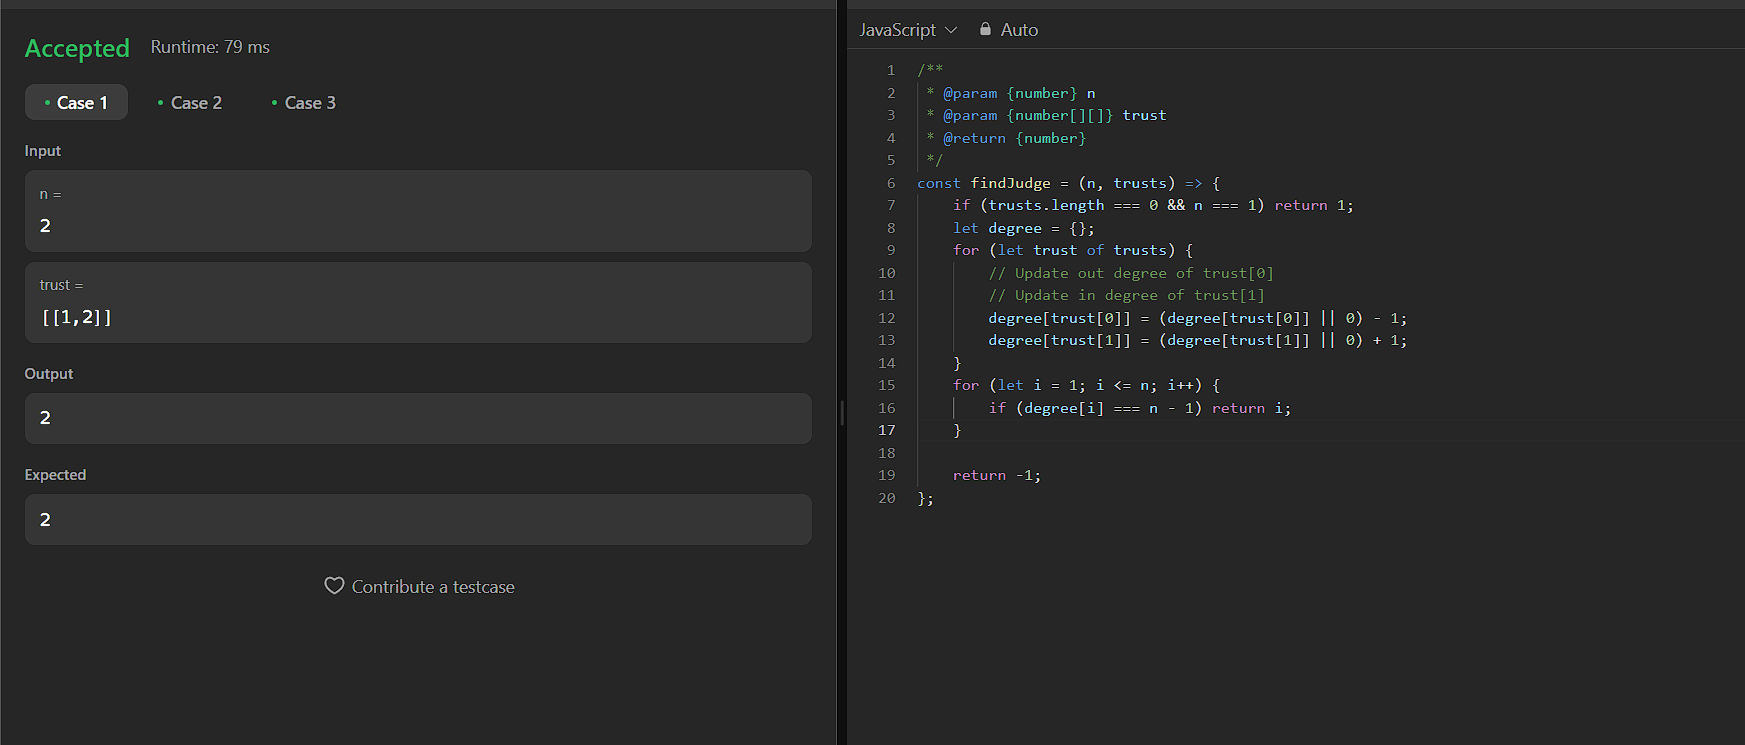 Accepted Runtime: 79 ms
Case 1 Case 2 Case 3
Input
n =
2
trust =
[[1,2]]
Output
2
Expected
2
Contribute a testcase
JavaScript Auto
1 /**
2  * @param {number} n
3  * @param {number[][]} trust
4  * @return {number}
5  */
6 const findJudge = (n, trusts) => {
7     if (trusts.length === 0 && n === 1) return 1;
8     let degree = {};
9     for (let trust of trusts) {
10         // Update out degree of trust[0]
11         // Update in degree of trust[1]
12         degree[trust[0]] = (degree[trust[0]] || 0) - 1;
13         degree[trust[1]] = (degree[trust[1]] || 0) + 1;
14     }
15     for (let i = 1; i <= n; i++) {
16         if (degree[i] === n - 1) return i;
17     }
18
19     return -1;
20 };